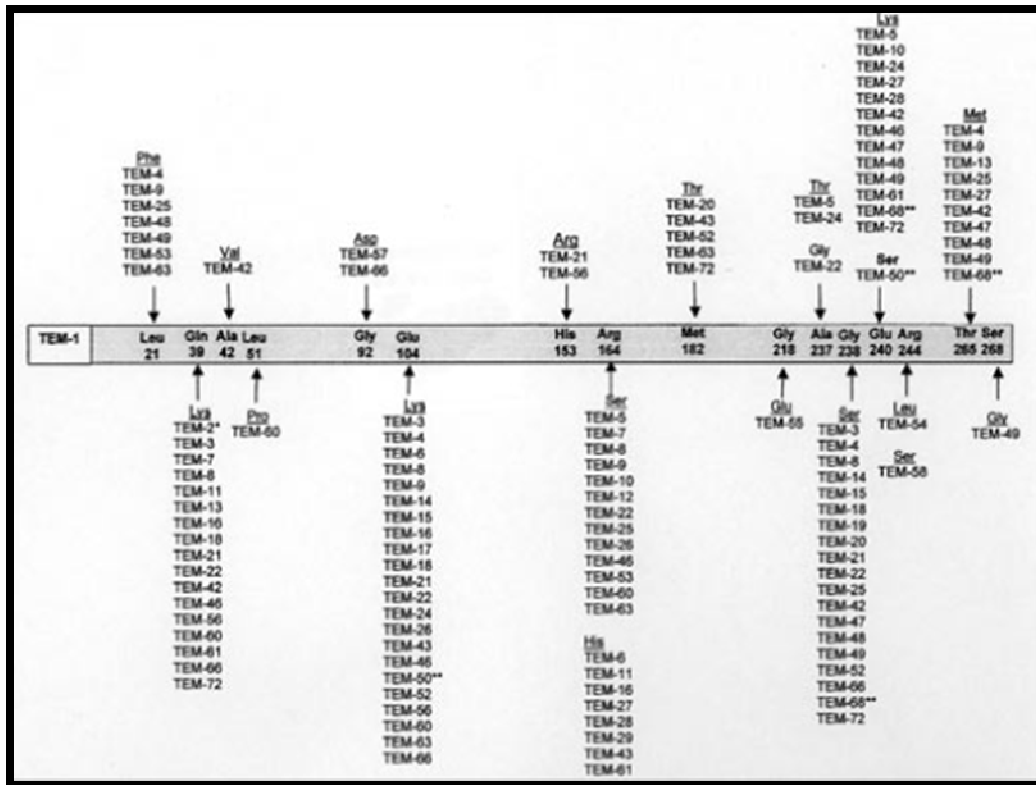 Phe
TEM-4
TEM-9
TEM-25
TEM-48
TEM-49
TEM-53
TEM-63
Val
TEM-42
Asp
TEM-57
TEM-66
Arg
TEM-21
TEM-56
Thr
TEM-20
TEM-43
TEM-52
TEM-63
TEM-72
Thr
TEM-5
TEM-24
Gly
TEM-22
Lys
TEM-5
TEM-10
TEM-24
TEM-27
TEM-28
TEM-42
TEM-46
TEM-47
TEM-48
TEM-49
TEM-61
TEM-68**
TEM-72
Ser
TEM-50**
Met
TEM-4
TEM-9
TEM-13
TEM-25
TEM-27
TEM-42
TEM-47
TEM-48
TEM-49
TEM-68**
TEM-1
Leu Gln Ala Leu Gly Glu His Arg Met Gly Ala Gly Glu Arg Thr Ser
21 39 42 51 92 104 153 164 182 218 237 238 240 244 265 268
Lys
TEM-2*
TEM-3
TEM-7
TEM-8
TEM-11
TEM-13
TEM-16
TEM-18
TEM-21
TEM-22
TEM-42
TEM-46
TEM-56
TEM-60
TEM-61
TEM-66
TEM-72
Pro
TEM-60
Lys
TEM-3
TEM-4
TEM-6
TEM-8
TEM-9
TEM-14
TEM-15
TEM-16
TEM-17
TEM-18
TEM-21
TEM-22
TEM-24
TEM-26
TEM-43
TEM-46
TEM-50**
TEM-52
TEM-56
TEM-60
TEM-63
TEM-66
Ser
TEM-5
TEM-7
TEM-8
TEM-9
TEM-10
TEM-12
TEM-22
TEM-25
TEM-26
TEM-46
TEM-53
TEM-60
TEM-63
His
TEM-6
TEM-11
TEM-16
TEM-27
TEM-28
TEM-29
TEM-43
TEM-61
Glu
TEM-55
Ser
TEM-3
TEM-4
TEM-8
TEM-14
TEM-15
TEM-18
TEM-19
TEM-20
TEM-21
TEM-22
TEM-25
TEM-42
TEM-47
TEM-48
TEM-49
TEM-52
TEM-66
TEM-68**
TEM-72
Leu
TEM-54
Ser
TEM-58
Gly
TEM-49